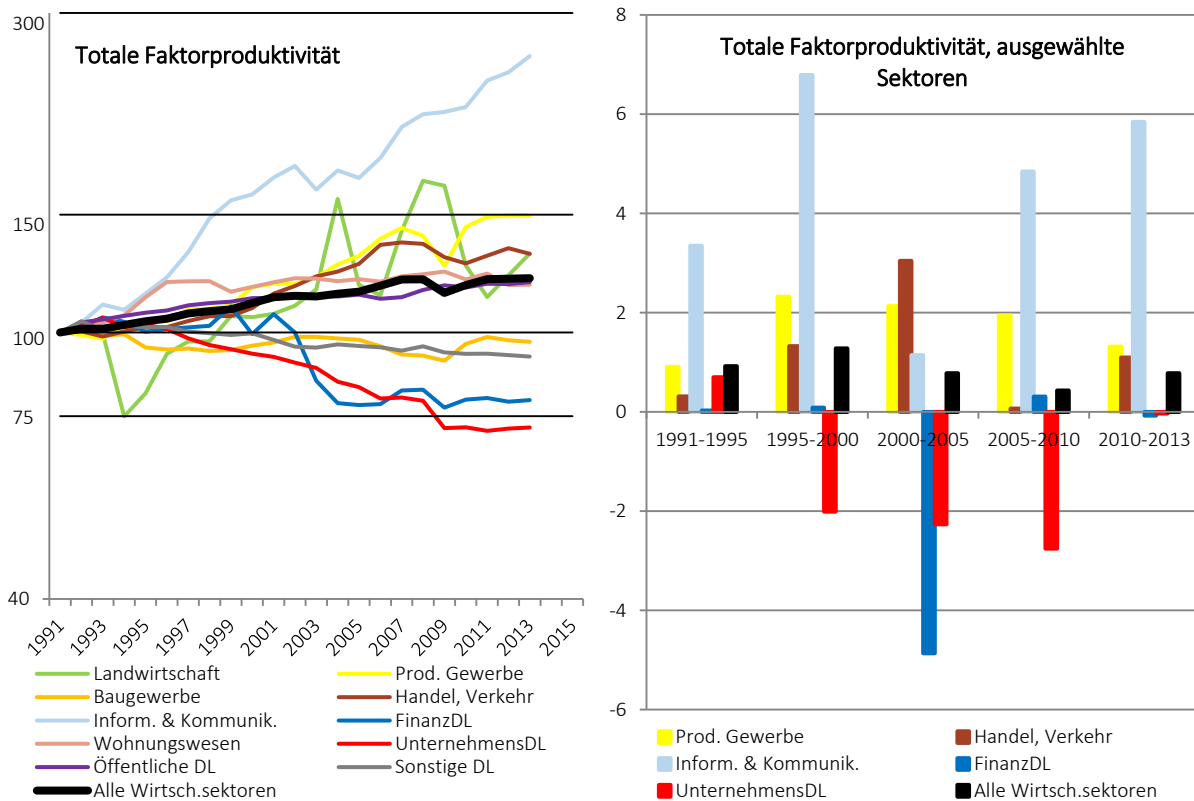 Totale Faktorproduktivität
300
150
100
75
40
1991
1993
1995
1997
1999
2001
2003
2005
2007
2009
2011
2013
2015
Landwirtschaft
Prod. Gewerbe
Baugewerbe
Handel, Verkehr
Inform. & Kommunik.
FinanzDL
Wohnungswesen
UnternehmensDL
Öffentliche DL
Sonstige DL
Alle Wirtsch.sektoren
Totale Faktorproduktivität, ausgewählte
Sektoren
8
6
4
2
0
-2
-4
-6
1991-1995
1995-2000
2000-2005
2005-2010
2010-2013
Prod. Gewerbe
Handel, Verkehr
Inform. & Kommunik.
FinanzDL
UnternehmensDL
Alle Wirtsch.sektoren